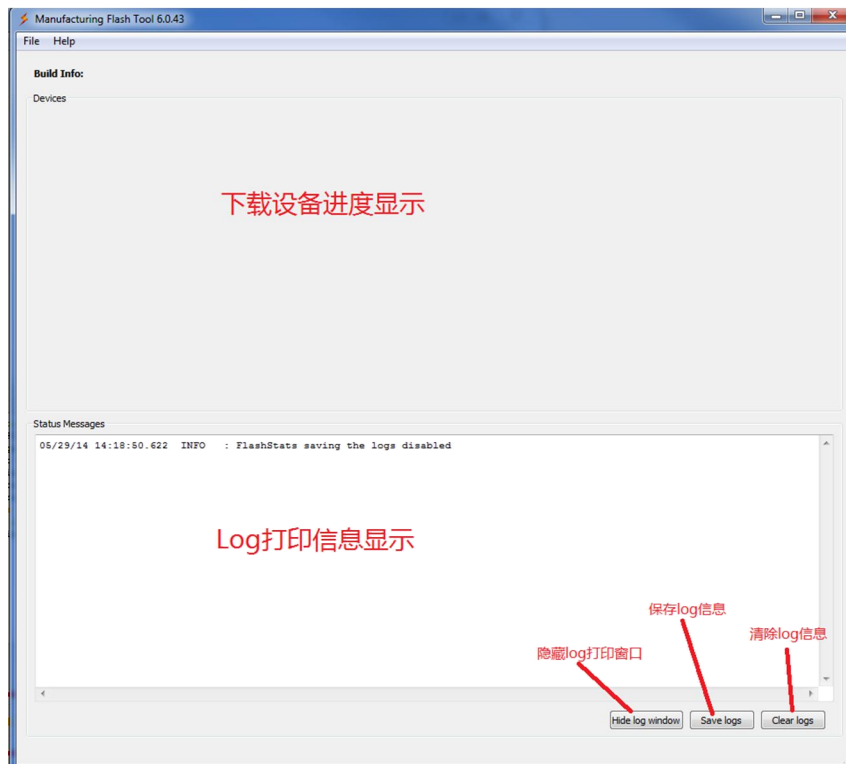 Manufacturing Flash Tool 6.0.43
File Help
Build Info:
Devices
下载设备进度显示
Status Messages
05/29/14 14:18:50.622 INFO : FlashStats saving the logs disabled
Log打印信息显示
保存log信息
清除log信息
隐藏log打印窗口
Hide log window Save logs Clear logs